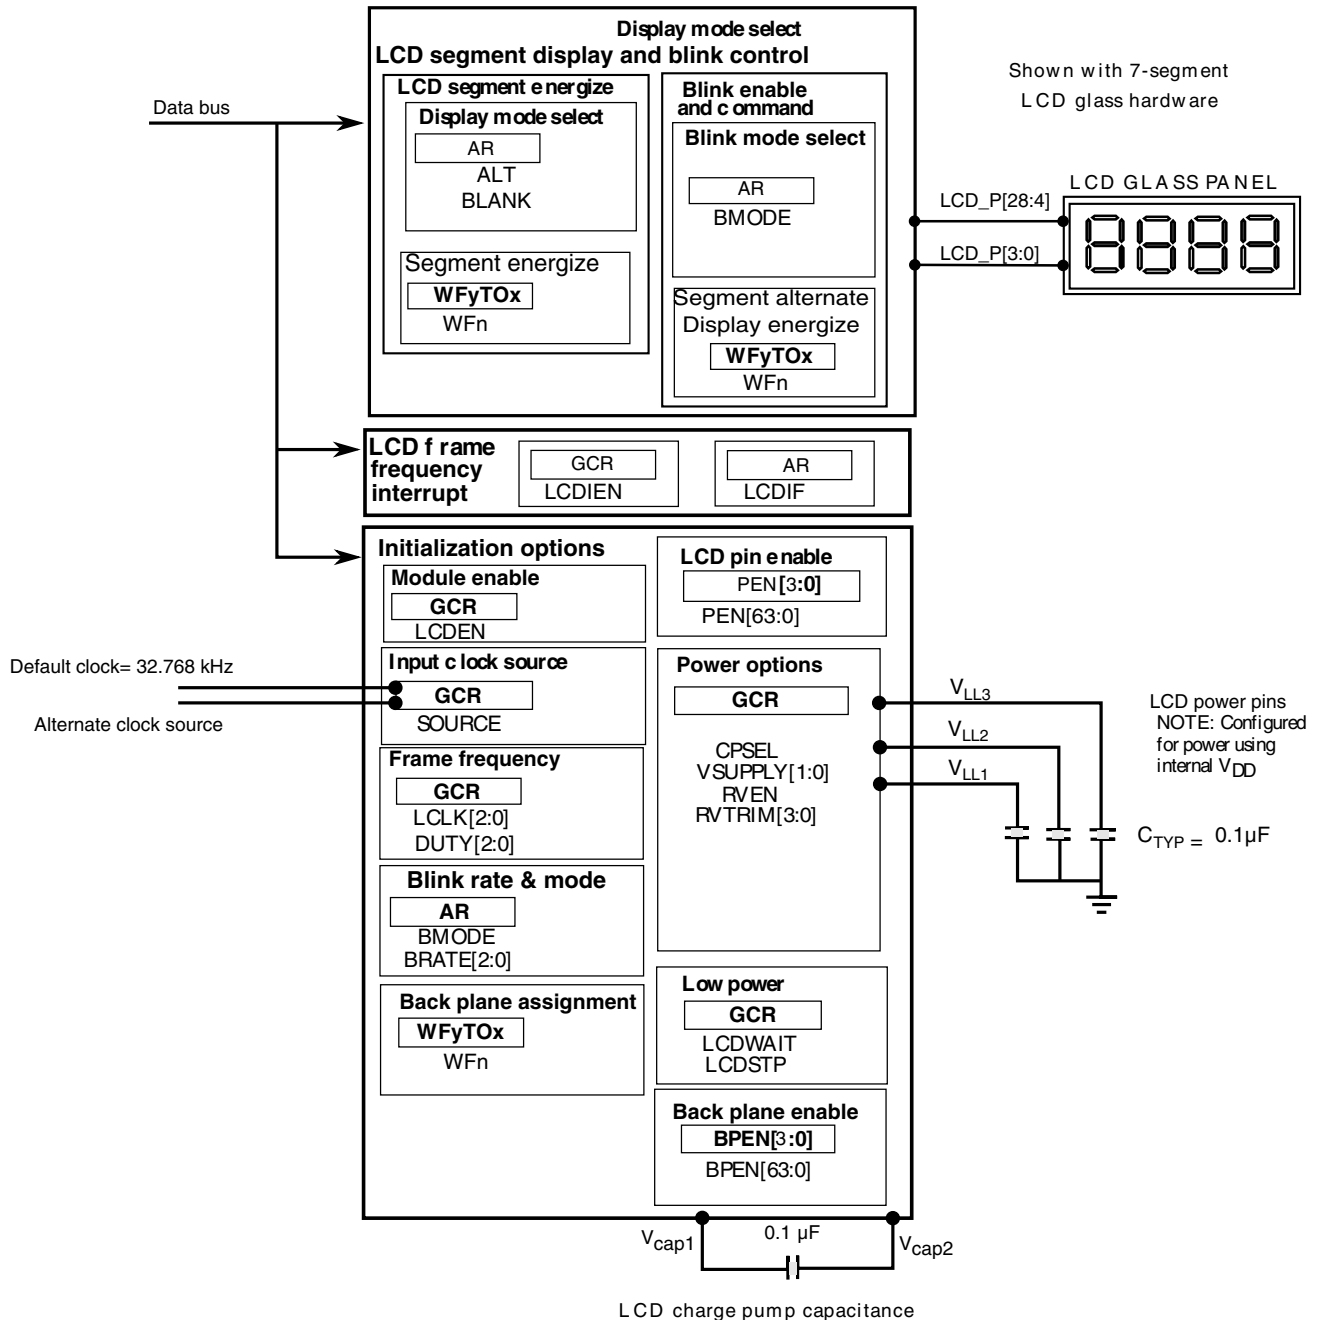 Display mode select
LCD segment display and blink control
LCD segment energize
Display mode select
AR
ALT
BLANK
Segment energize
WFyTOx
WFn
Blink enable
and command
Blink mode select
AR
BMODE
Segment alternate
Display energize
WFyTOx
WFn
Data bus
Shown with 7-segment
LCD glass hardware
LCD GLASS PANEL
LCD_P[28:4]
LCD_P[3:0]
LCD frame
frequency
interrupt
GCR
LCDIEN
AR
LCDIF
Initialization options
Module enable
GCR
LCDEN
Input clock source
GCR
SOURCE
Default clock= 32.768 kHz
Alternate clock source
Frame frequency
GCR
LCLK[2:0]
DUTY[2:0]
Blink rate & mode
AR
BMODE
BRATE[2:0]
Back plane assignment
WFyTOx
WFn
LCD pin enable
PEN[3:0]
PEN[63:0]
Power options
GCR
CPSEL
VSUPPLY[1:0]
RVEN
RVTRIM[3:0]
VLL3
VLL2
VLL1
LCD power pins
NOTE: Configured
for power using
internal VDD
CTYP = 0.1µF
Low power
GCR
LCDWAIT
LCDSTP
Back plane enable
BPEN[3:0]
BPEN[63:0]
Vcap1
0.1 µF
Vcap2
LCD charge pump capacitance